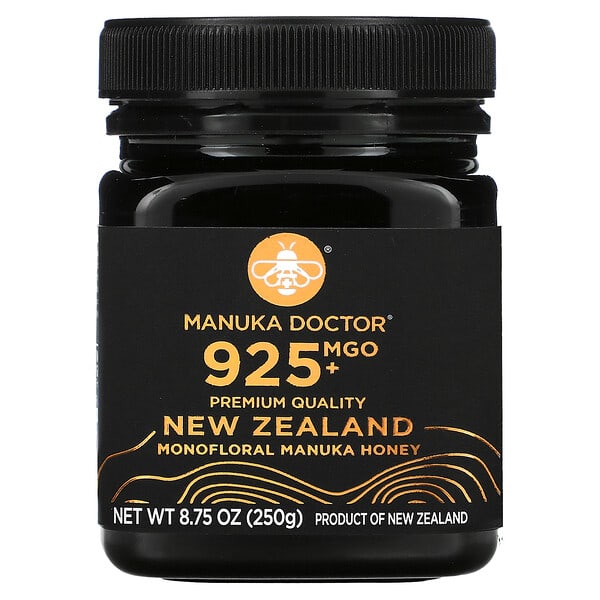 MANUKA DOCTOR®
925+ MGO
PREMIUM QUALITY
NEW ZEALAND
MONOFLORAL MANUKA HONEY
NET WT 8.75 OZ (250g) PRODUCT OF NEW ZEALAND